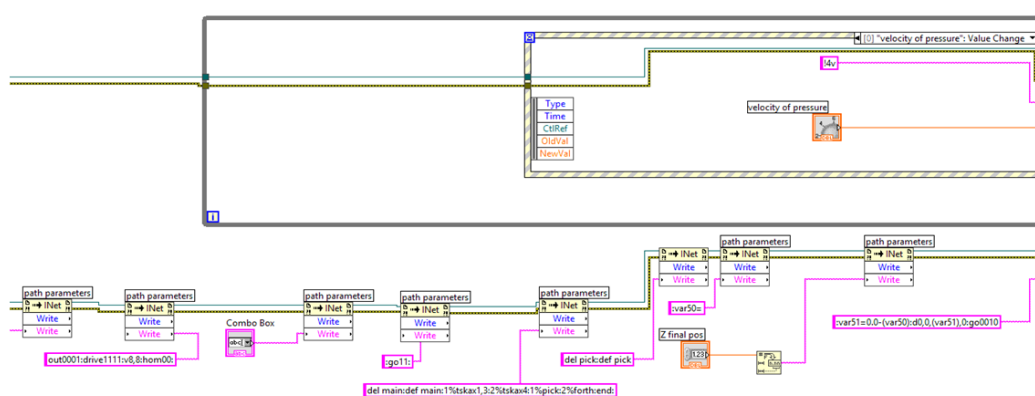 [0] "velocity of pressure": Value Change
!4v
velocity of pressure
Type
Time
CtlRef
OldVal
NewVal
i
path parameters
INet
Write
Write
path parameters
INet
Write
Write
path parameters
INet
Write
Write
path parameters
INet
Write
Write
path parameters
INet
Write
Write
INet
Write
Write
path parameters
INet
Write
Write
path parameters
INet
Write
Write
out0001:drive1111:v8,8:hom00:
Combo Box
abc
:go11:
del main:def main:1%tskax1,3:2%tskax4:1%pick:2%forth:end:
del pick:def pick
:var50=
Z final pos
1.23
:var51=0.0-(var50):d0,0,(var51),0:go0010